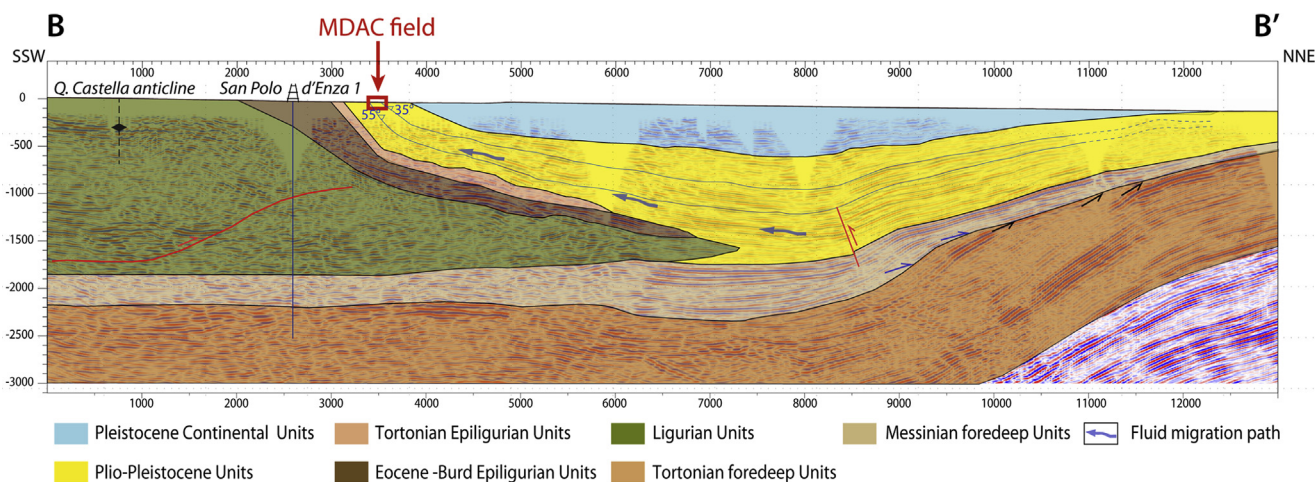 B
B′
MDAC field
SSW
NNE
1000 2000 3000 4000 5000 6000 7000 8000 9000 10000 11000 12000
Q. Castella anticline San Polo d'Enza 1
0
55° 35°
-500
-1000
-1500
-2000
-2500
-3000
1000 2000 3000 4000 5000 6000 7000 8000 9000 10000 11000 12000
Pleistocene Continental Units Tortonian Epiligurian Units Ligurian Units Messinian foredeep Units Fluid migration path
Plio-Pleistocene Units Eocene -Burd Epiligurian Units Tortonian foredeep Units